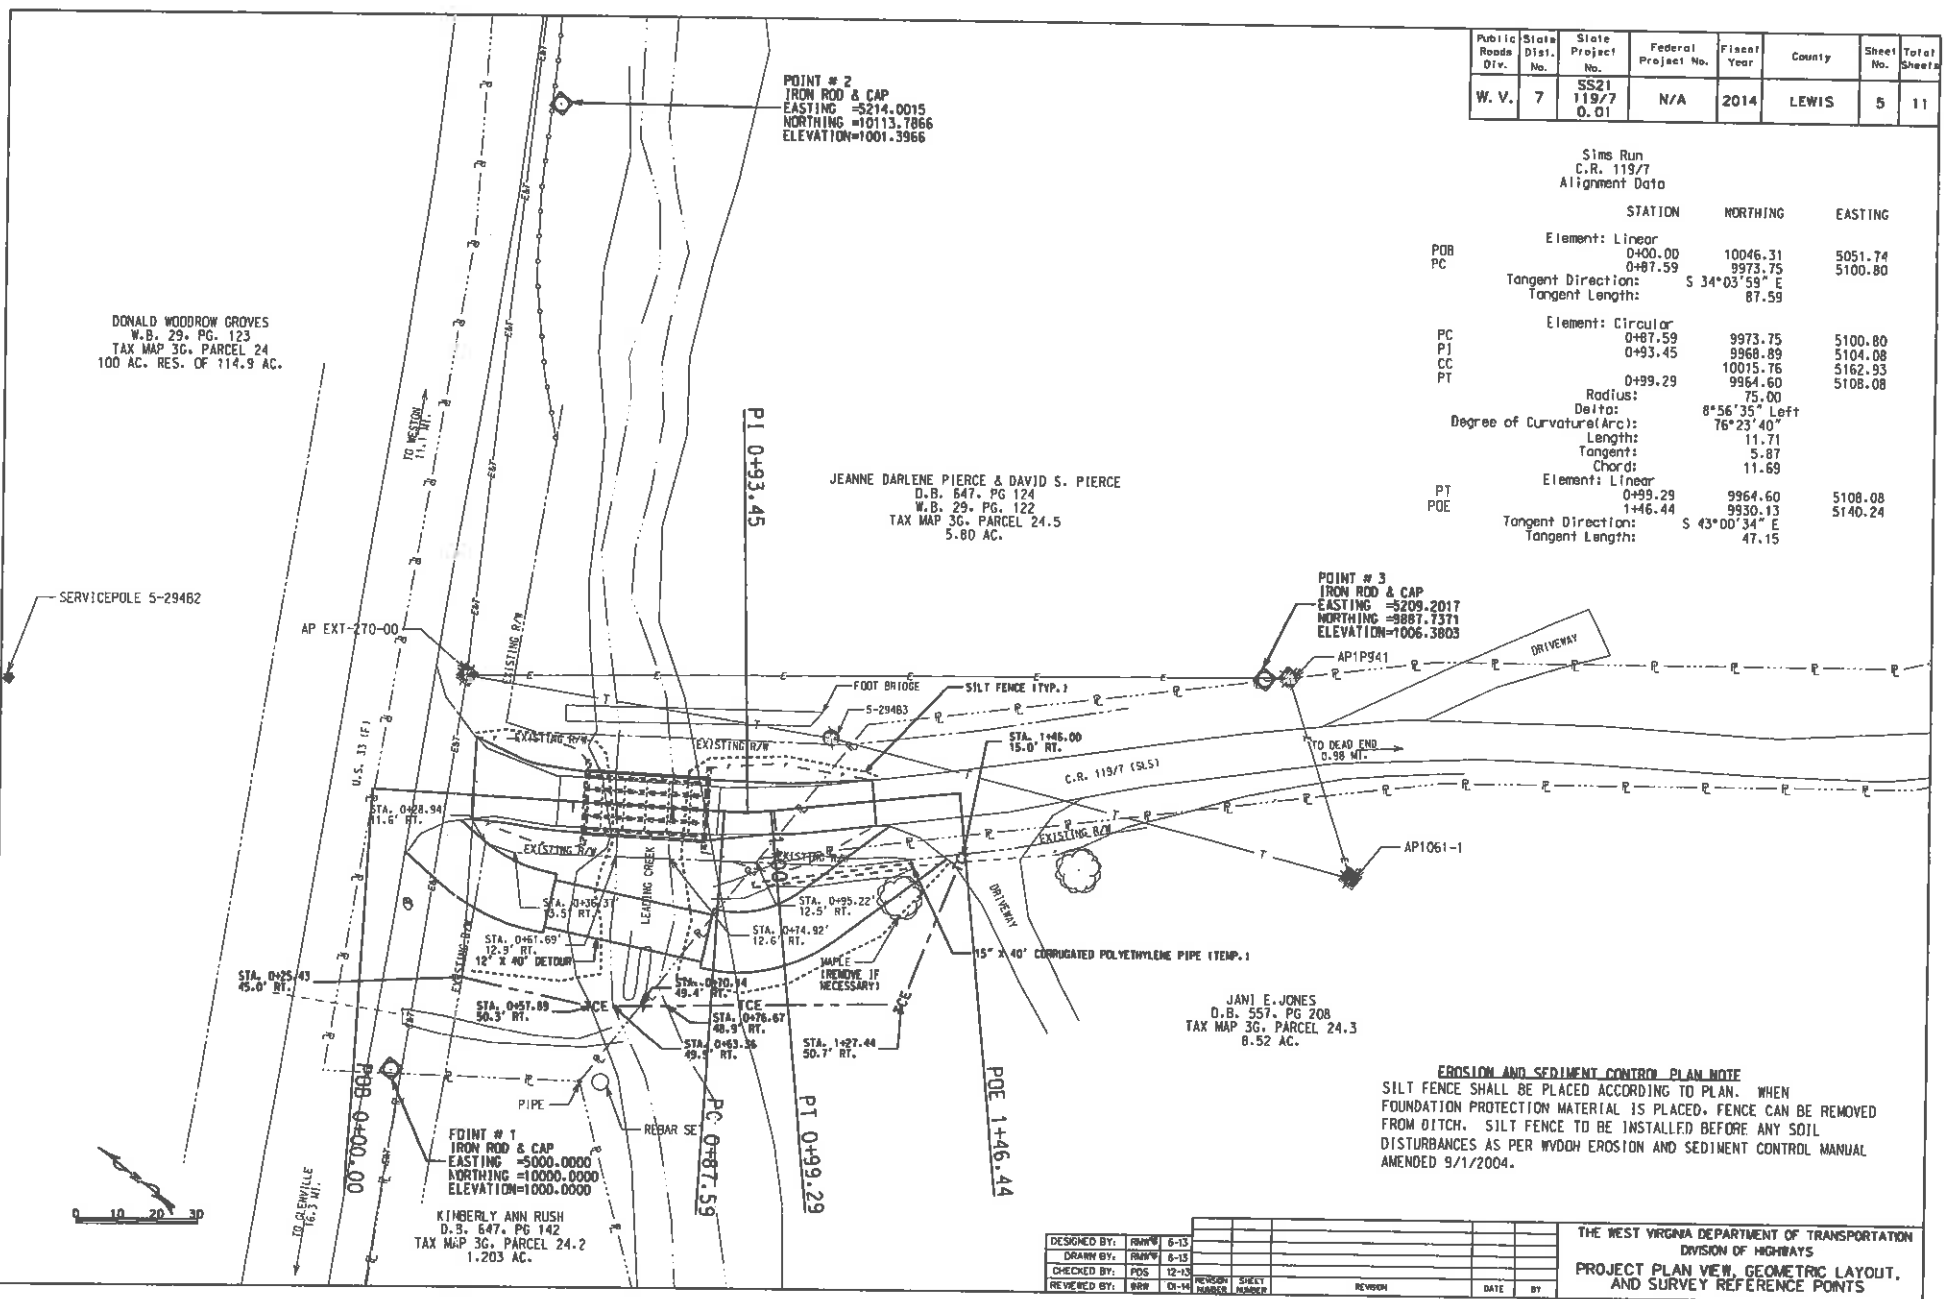 Public Roads Div.
State Dist. No.
State Project No.
Federal Project No.
Fiscal Year
County
Sheet No.
Total Sheets
W. V.
7
SS21 119/7 0.01
N/A
2014
LEWIS
5
11
POINT # 2
IRON ROD & CAP
EASTING =5214.0015
NORTHING =10113.7866
ELEVATION=1001.3966
Sims Run
C.R. 119/7
Alignment Data
STATION NORTHING EASTING
Element: Linear
POB 0+00.00 10046.31 5051.74
PC 0+87.59 9973.75 5100.80
Tangent Direction: S 34°03'59" E
Tangent Length: 87.59
Element: Circular
PC 0+87.59 9973.75 5100.80
PI 0+93.45 9968.89 5104.08
CC 10015.76 5162.93
PT 0+99.29 9964.60 5108.08
Radius: 75.00
Delta: 8°56'35" Left
Degree of Curvature(Arc): 76°23'40"
Length: 11.71
Tangent: 5.87
Chord: 11.69
Element: Linear
PT 0+99.29 9964.60 5108.08
POE 1+46.44 9930.13 5140.24
Tangent Direction: S 43°00'34" E
Tangent Length: 47.15
DONALD WOODROW GROVES
W.B. 29. PG. 123
TAX MAP 3G. PARCEL 24
100 AC. RES. OF 114.9 AC.
TO WESTON
11.1 MI.
PI 0+93.45
JEANNE DARLENE PIERCE & DAVID S. PIERCE
D.B. 647. PG 124
W.B. 29. PG. 122
TAX MAP 3G. PARCEL 24.5
5.80 AC.
SERVICEPOLE 5-29482
AP EXT-270-00
EXISTING R/W
POINT # 3
IRON ROD & CAP
EASTING =5209.2017
NORTHING =9887.7371
ELEVATION=1006.3803
AP1P941
DRIVEWAY
FOOT BRIDGE
SILT FENCE (TYP.)
5-29483
EXISTING R/W
EXISTING R/W
STA. 1+46.00
15.0' RT.
TO DEAD END
0.98 MI.
C.R. 119/7 (SLS)
U.S. 33 (F)
STA. 0+28.94
11.6' RT.
EXISTING R/W
EXISTING R/W
EXISTING R/W
AP1061-1
LEADING CREEK
DRIVEWAY
STA. 0+36.37
13.5' RT.
STA. 0+95.22'
12.5' RT.
STA. 0+61.69'
12.9' RT.
12' X 40' DETOUR
STA. 0+74.92'
12.6' RT.
15" X 40' CORRUGATED POLYETHYLENE PIPE (TEMP.)
MAPLE
(REMOVE IF
NECESSARY)
EXISTING R/W
STA. 0+25.43
45.0' RT.
STA. 0+70.14
49.4' RT.
STA. 0+57.89
50.3' RT.
TCE
TCE
TCE
STA. 0+76.67
48.9' RT.
STA. 0+63.36
49.5' RT.
STA. 1+27.44
50.7' RT.
JANI E. JONES
D.B. 557. PG 208
TAX MAP 3G. PARCEL 24.3
8.52 AC.
POB 0+00.00
PC 0+87.59
PT 0+99.29
POE 1+46.44
PIPE
REBAR SET
POINT # 1
IRON ROD & CAP
EASTING =5000.0000
NORTHING =10000.0000
ELEVATION=1000.0000
KIMBERLY ANN RUSH
D.B. 647. PG 142
TAX MAP 3G. PARCEL 24.2
1.203 AC.
TO GLENVILLE
16.3 MI.
0 10 20 30
EROSION AND SEDIMENT CONTROL PLAN NOTE
SILT FENCE SHALL BE PLACED ACCORDING TO PLAN. WHEN
FOUNDATION PROTECTION MATERIAL IS PLACED, FENCE CAN BE REMOVED
FROM DITCH. SILT FENCE TO BE INSTALLED BEFORE ANY SOIL
DISTURBANCES AS PER WVDOH EROSION AND SEDIMENT CONTROL MANUAL
AMENDED 9/1/2004.
DESIGNED BY: 6-13
DRAWN BY: 6-13
CHECKED BY: PDS 12-13
REVIEWED BY: 01-14
REVISION NUMBER
SHEET NUMBER
REVISION
DATE
BY
THE WEST VIRGINIA DEPARTMENT OF TRANSPORTATION
DIVISION OF HIGHWAYS
PROJECT PLAN VIEW, GEOMETRIC LAYOUT,
AND SURVEY REFERENCE POINTS